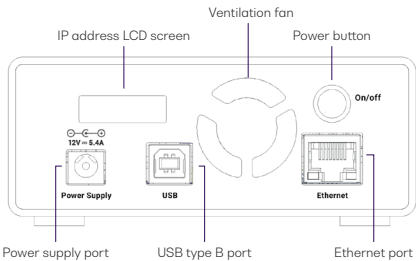 Ventilation fan
IP address LCD screen
Power button
On/off
12V⎓5.4A
Power Supply
USB
Ethernet
Power supply port
USB type B port
Ethernet port